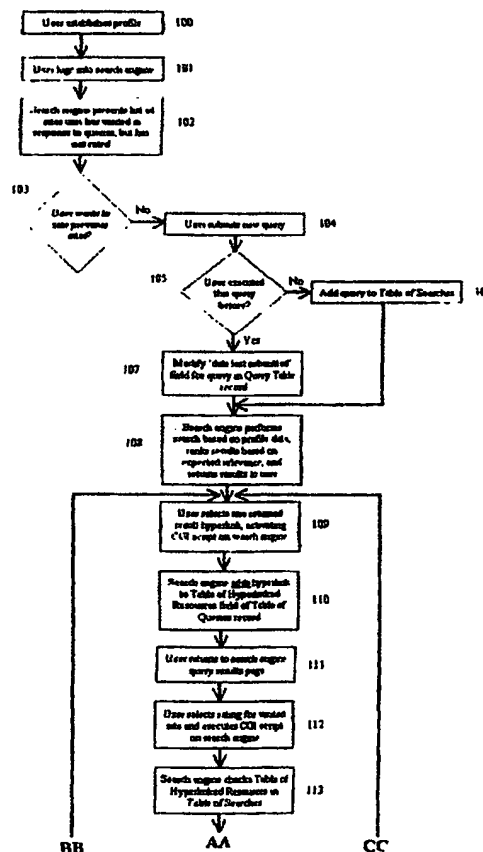 User establishes profile
100
User logs into search engine
101
Search engine presents list of
sites user has visited in
response to queries, but has
not rated
102
103
User wants to
rate previous
sites?
No
User submits new query
104
105
User executed
this query
before?
No
Add query to Table of Searches
Yes
107
Modify "date last submitted"
field for query in Query Table
record
108
Search engine performs
search based on profile data,
ranks results based on
expected relevance, and
returns results to user
User selects one returned
result hyperlink, activating
CGI script on search engine
109
Search engine adds hyperlink
to Table of Hyperlinked
Resources field of Table of
Queries record
110
User returns to search engine
query results page
111
User selects rating for visited
site and executes CGI script
on search engine
112
Search engine checks Table of
Hyperlinked Resources in
Table of Searches
113
BB
AA
CC